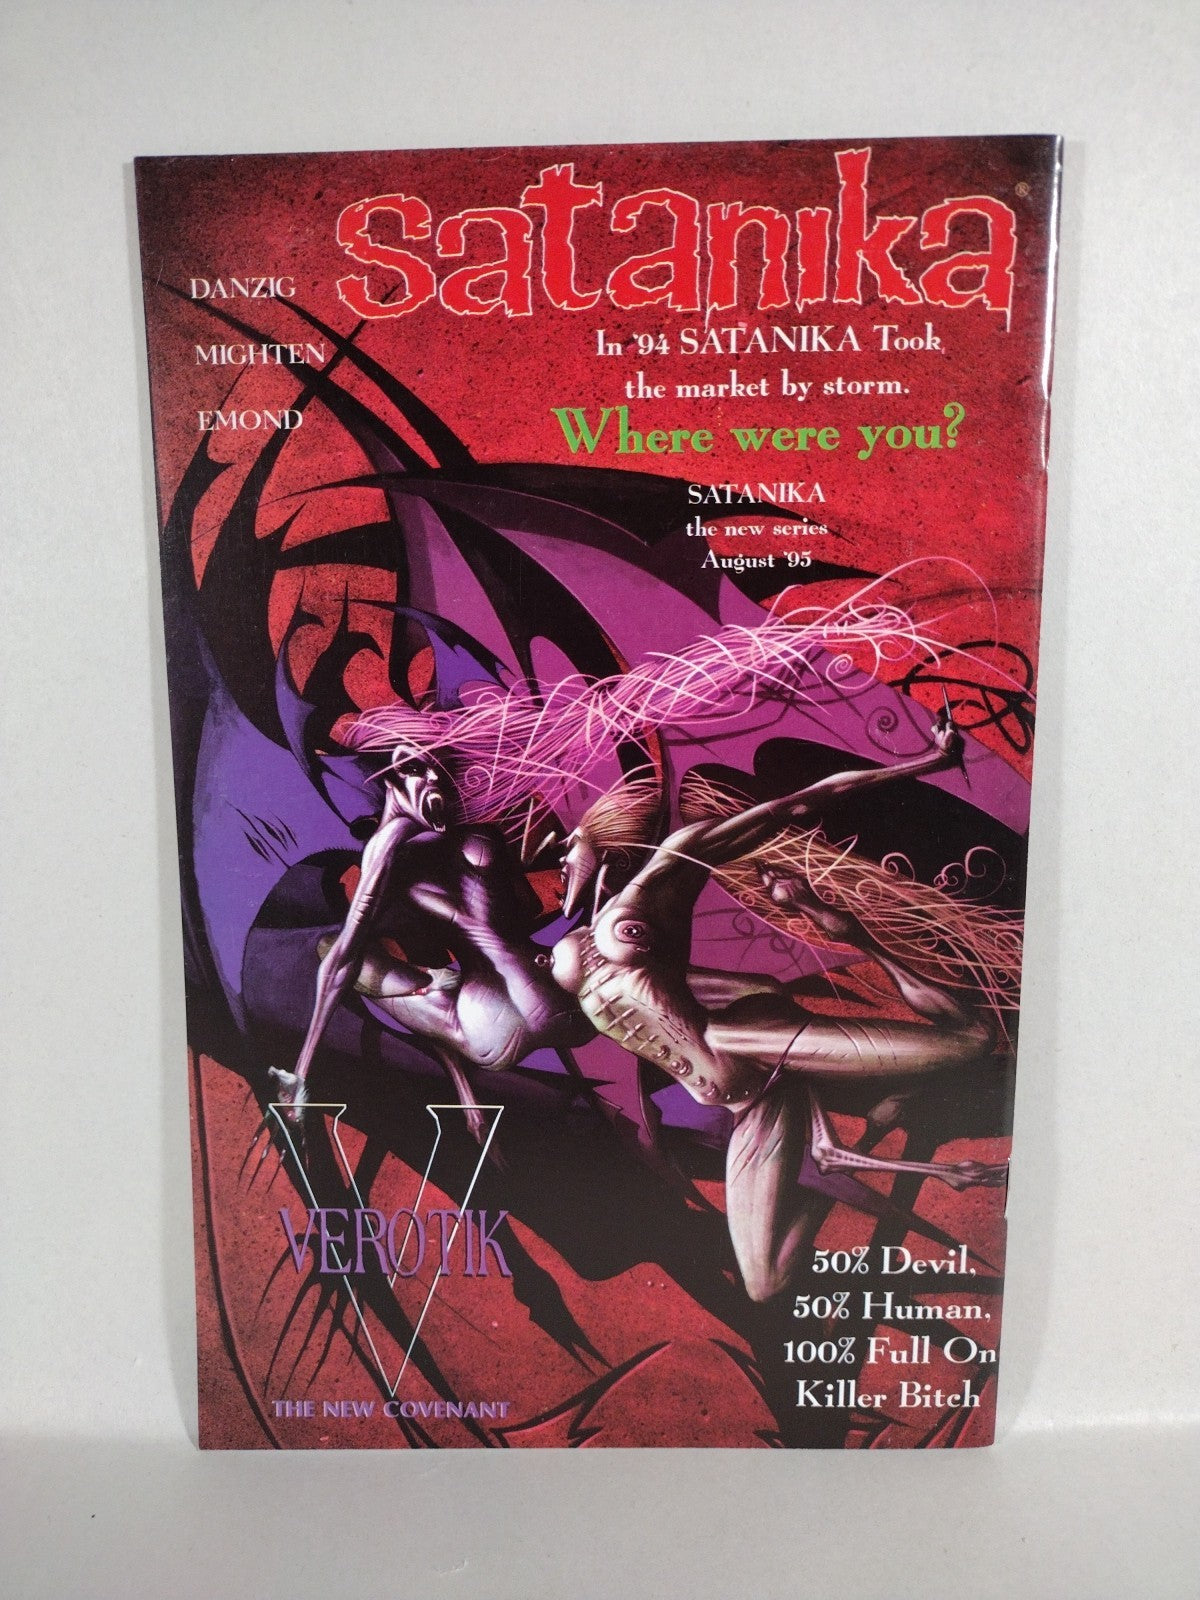 Satanika ®
DANZIG
MIGHTEN
EMOND
In '94 SATANIKA Took
the market by storm.
Where were you?
SATANIKA
the new series
August '95
V
VEROTIK
THE NEW COVENANT
50% Devil,
50% Human,
100% Full On
Killer Bitch